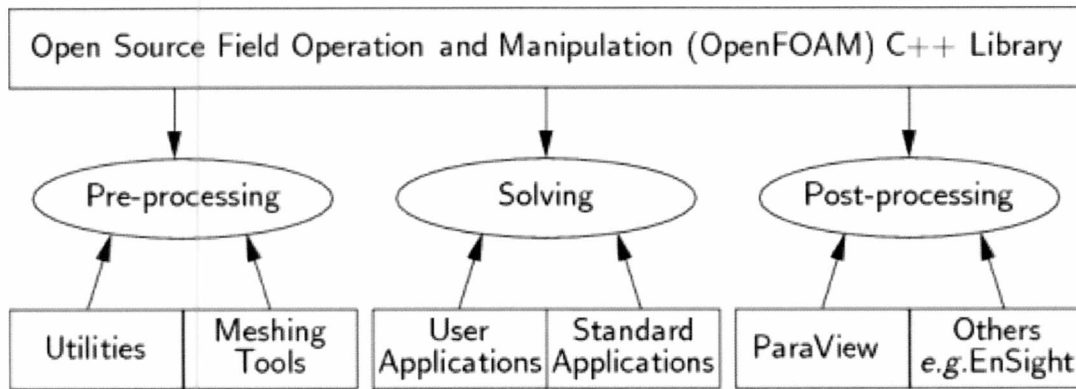 Open Source Field Operation and Manipulation (OpenFOAM) C++ Library
Pre-processing
Solving
Post-processing
Utilities
Meshing
Tools
User
Applications
Standard
Applications
ParaView
Others
e.g.EnSight